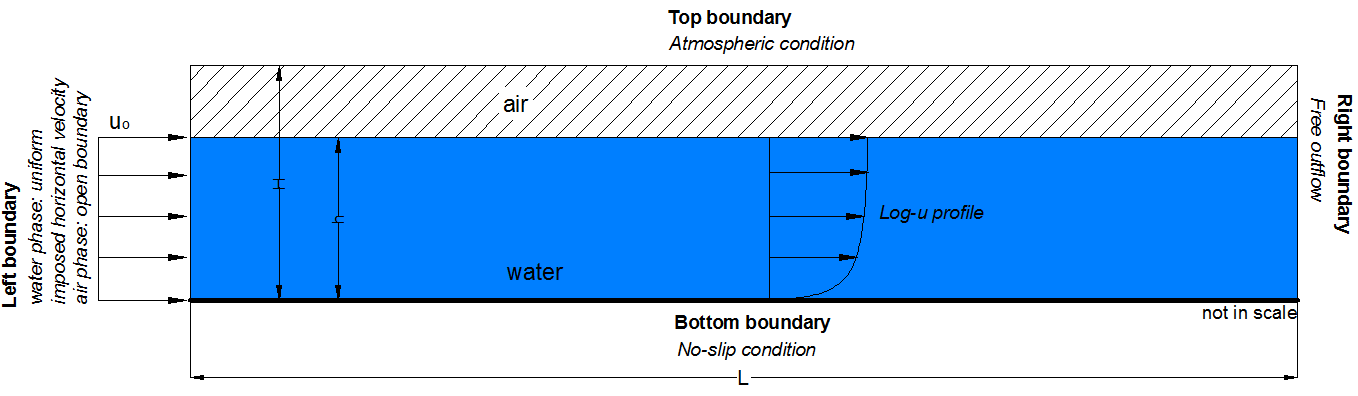 Top boundary
Atmospheric condition
air
u₀
H
h
Left boundary
water phase: uniform
imposed horizontal velocity
air phase: open boundary
Log-u profile
water
Right boundary
Free outflow
not in scale
Bottom boundary
No-slip condition
L